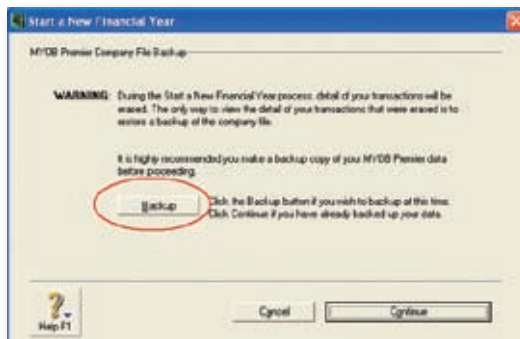 Start a New Financial Year
MYOB Premier Company File Backup
WARNING: During the Start a New Financial Year process, detail of your transactions will be
erased. The only way to view the detail of your transactions that were erased is to
restore a backup of the company file.
It is highly recommended you make a backup copy of your MYOB Premier data
before proceeding.
Backup
Click the Backup button if you wish to backup at this time.
Click Continue if you have already backed up your data.
Help F1
Cancel
Continue